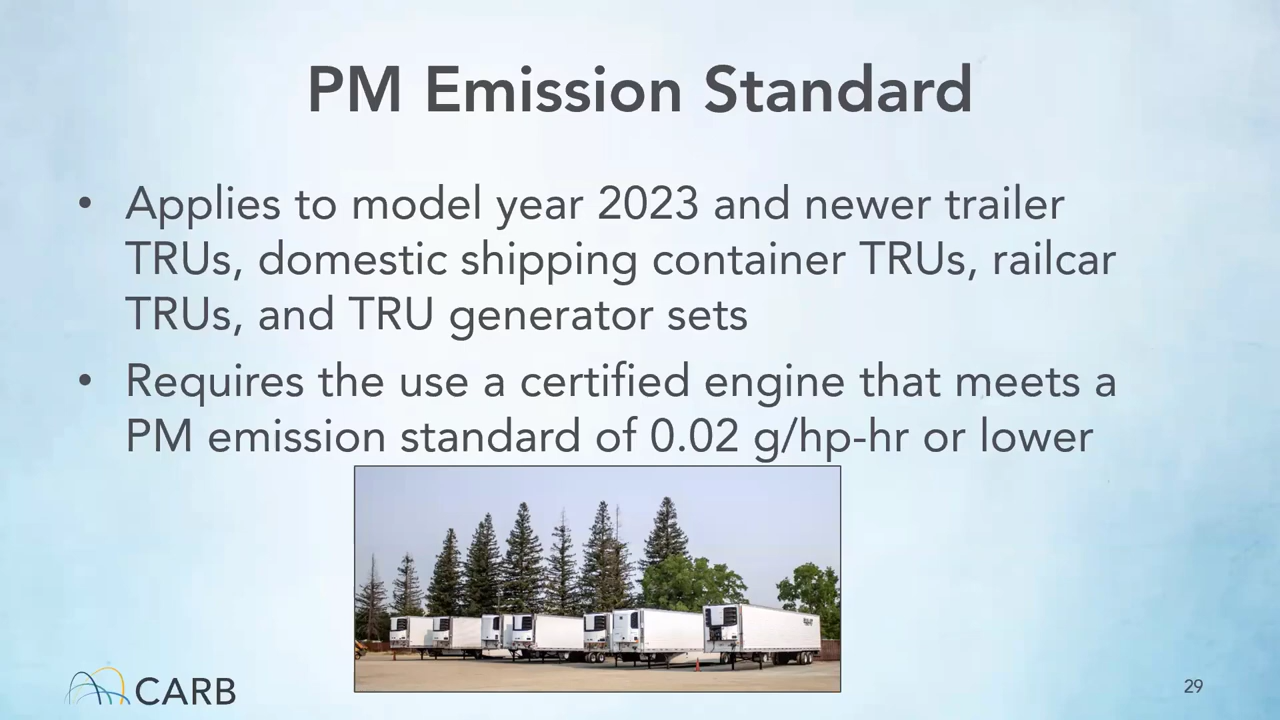 PM Emission Standard
• Applies to model year 2023 and newer trailer
TRUs, domestic shipping container TRUs, railcar
TRUs, and TRU generator sets
• Requires the use a certified engine that meets a
PM emission standard of 0.02 g/hp-hr or lower
CARB
29